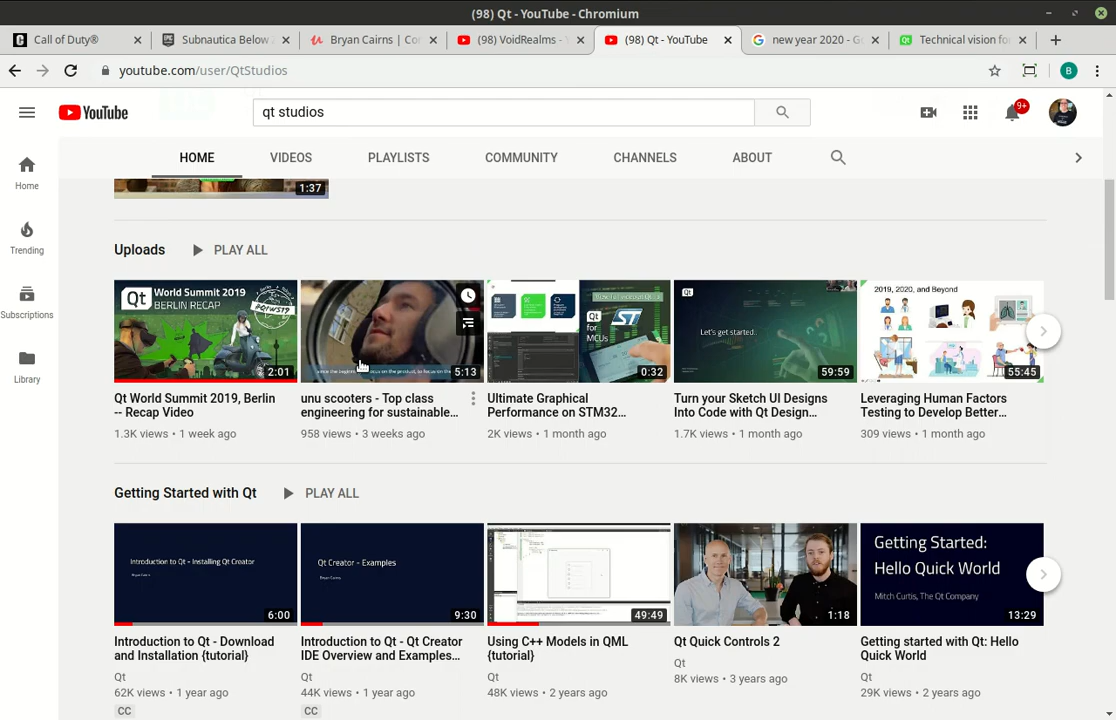 (98) Qt - YouTube - Chromium
Call of Duty®
Subnautica Below
Bryan Cairns | Co
(98) VoidRealms - Y
(98) Qt - YouTube
new year 2020 - Go
Technical vision fo
youtube.com/user/QtStudios
B
YouTube
qt studios
9+
HOME
VIDEOS
PLAYLISTS
COMMUNITY
CHANNELS
ABOUT
Home
Trending
Subscriptions
Library
1:37
Uploads
PLAY ALL
Qt World Summit 2019
BERLIN RECAP
2:01
5:13
Qt
for
MCUs
0:32
Qt
Let's get started..
59:59
2019, 2020, and Beyond
55:45
Qt World Summit 2019, Berlin
-- Recap Video
1.3K views • 1 week ago
unu scooters - Top class
engineering for sustainable...
958 views • 3 weeks ago
Ultimate Graphical
Performance on STM32...
2K views • 1 month ago
Turn your Sketch UI Designs
Into Code with Qt Design...
1.7K views • 1 month ago
Leveraging Human Factors
Testing to Develop Better...
309 views • 1 month ago
Getting Started with Qt
PLAY ALL
Introduction to Qt - Installing Qt Creator
Bryan Cairns
6:00
Qt Creator - Examples
Bryan Cairns
9:30
49:49
1:18
Getting Started:
Hello Quick World
Mitch Curtis, The Qt Company
13:29
Introduction to Qt - Download
and Installation {tutorial}
Qt
62K views • 1 year ago
CC
Introduction to Qt - Qt Creator
IDE Overview and Examples...
Qt
44K views • 1 year ago
CC
Using C++ Models in QML
{tutorial}
Qt
48K views • 2 years ago
Qt Quick Controls 2
Qt
8K views • 3 years ago
Getting started with Qt: Hello
Quick World
Qt
29K views • 2 years ago